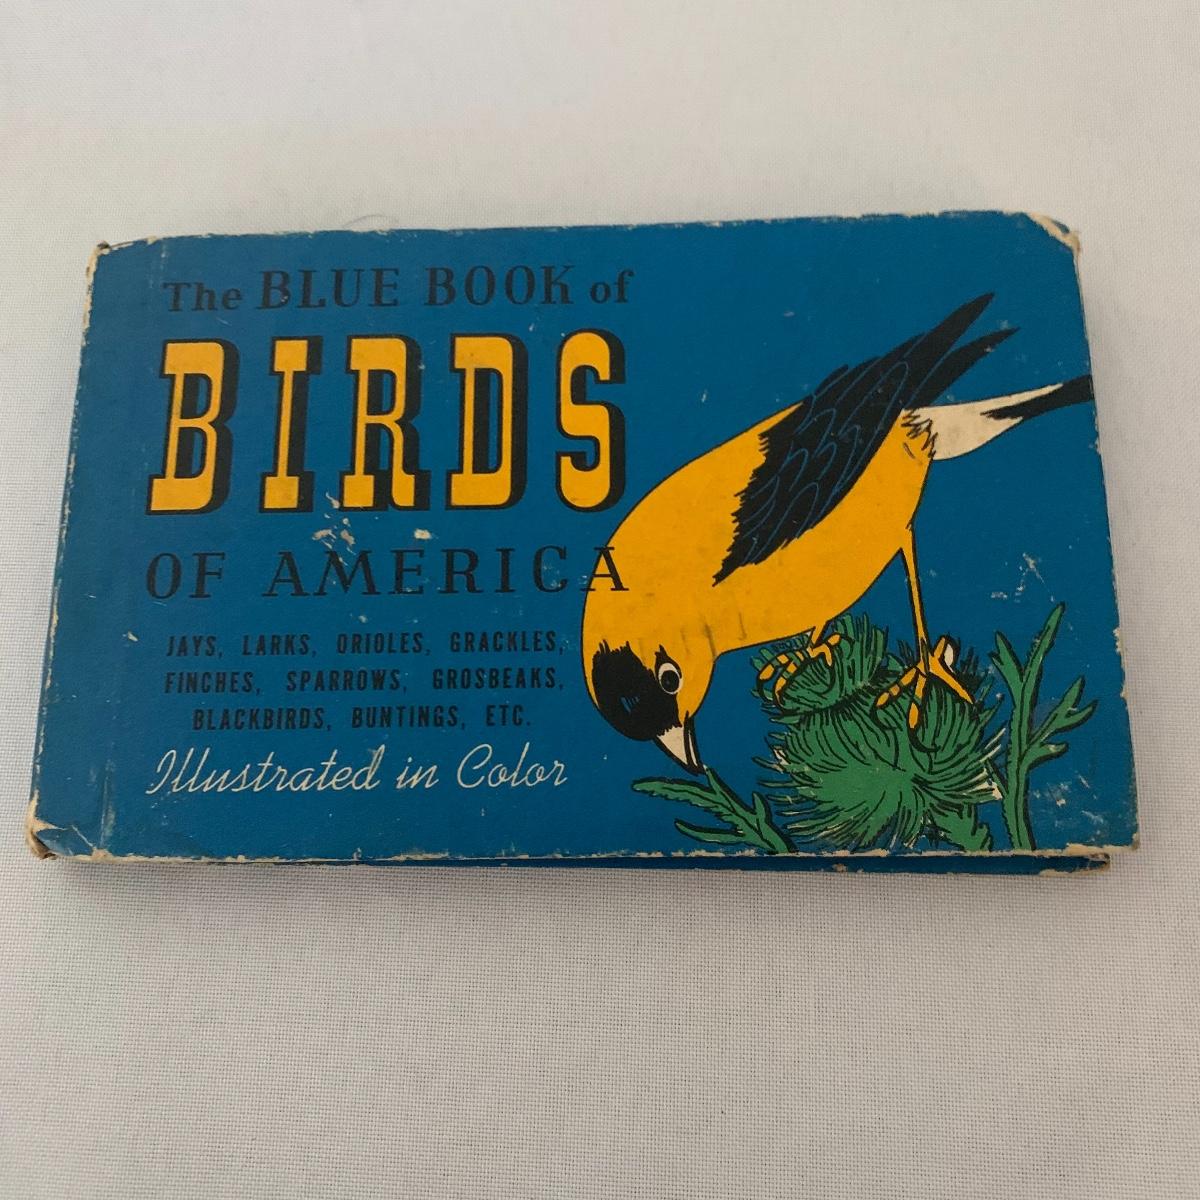 The BLUE BOOK of
BIRDS
OF AMERICA
JAYS, LARKS, ORIOLES, GRACKLES,
FINCHES, SPARROWS, GROSBEAKS,
BLACKBIRDS, BUNTINGS, ETC.
Illustrated in Color